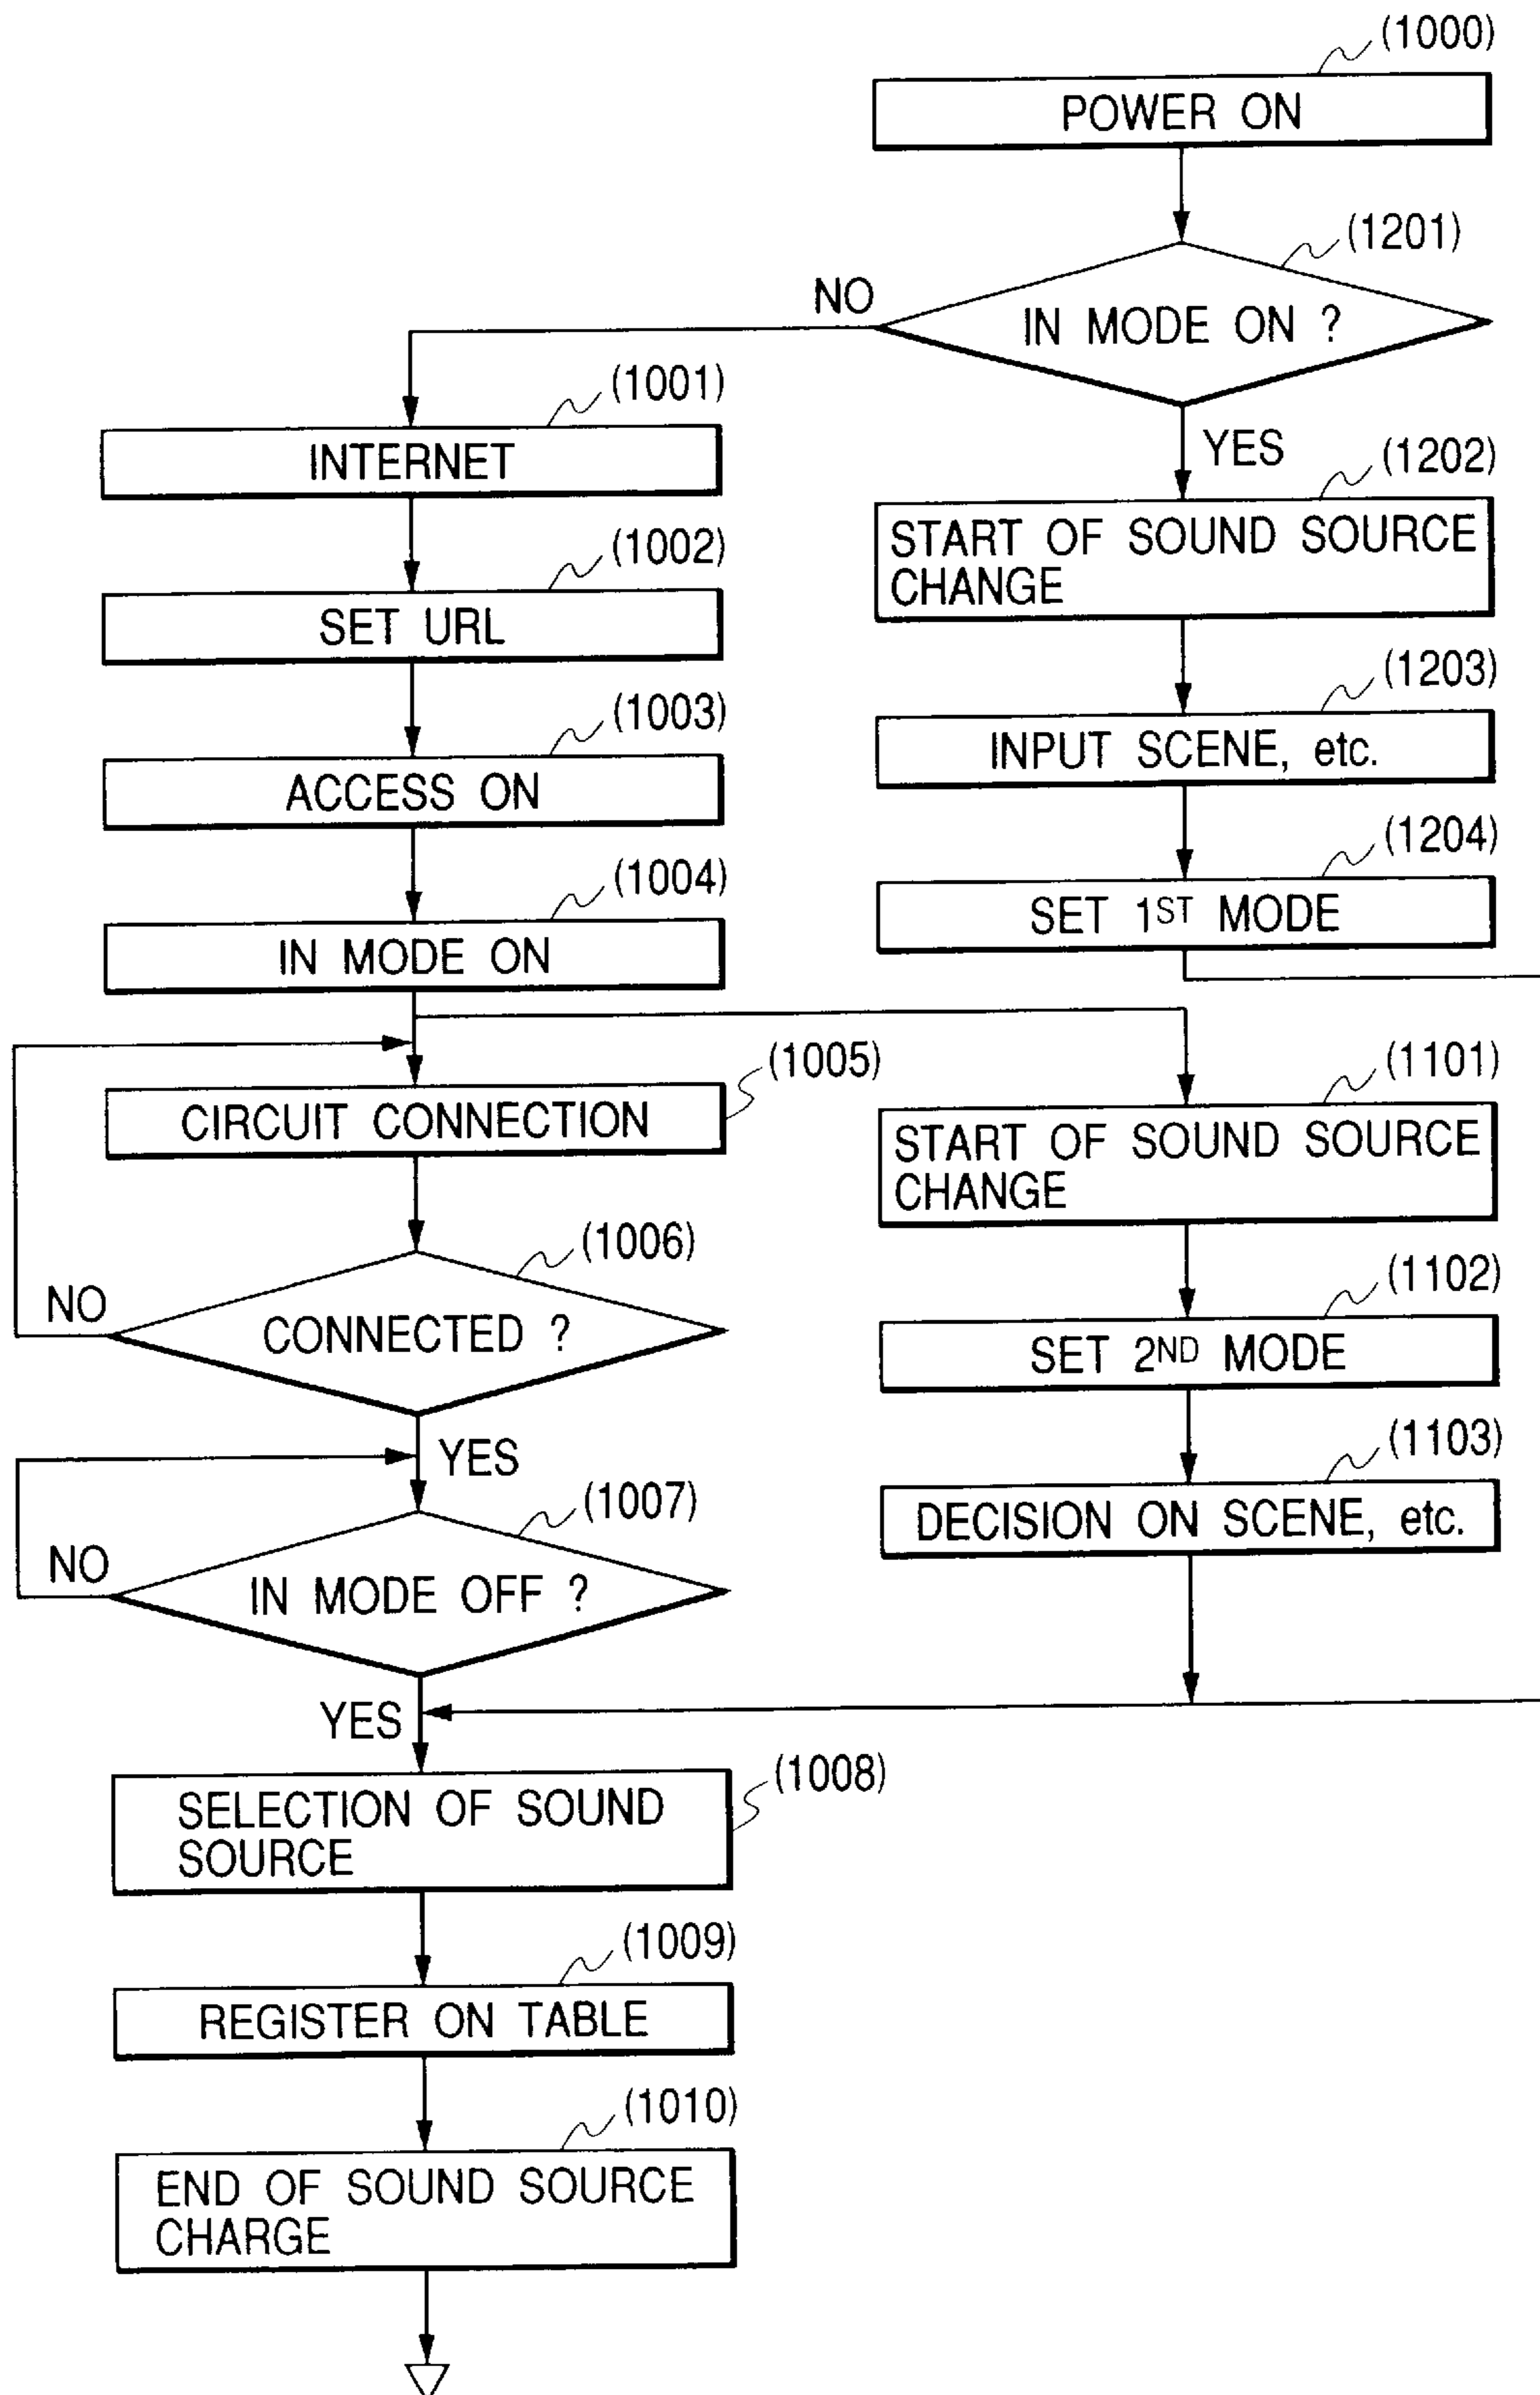 (1000)
POWER ON
(1201)
NO
IN MODE ON ?
(1001)
INTERNET
YES
(1202)
START OF SOUND SOURCE
CHANGE
(1002)
SET URL
(1203)
INPUT SCENE, etc.
(1003)
ACCESS ON
(1204)
SET 1ST MODE
(1004)
IN MODE ON
(1005)
CIRCUIT CONNECTION
(1101)
START OF SOUND SOURCE
CHANGE
(1006)
NO
CONNECTED ?
(1102)
SET 2ND MODE
YES
(1103)
DECISION ON SCENE, etc.
(1007)
NO
IN MODE OFF ?
YES
(1008)
SELECTION OF SOUND
SOURCE
(1009)
REGISTER ON TABLE
(1010)
END OF SOUND SOURCE
CHARGE